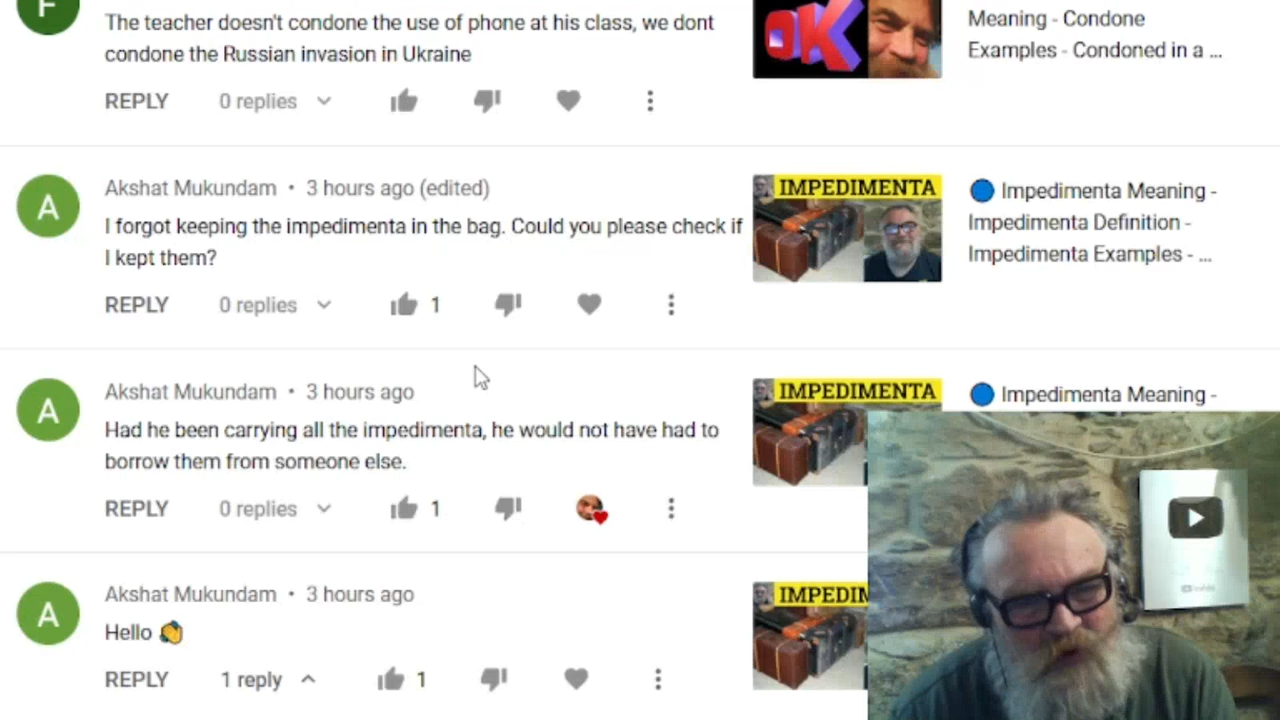 F
The teacher doesn't condone the use of phone at his class, we dont
condone the Russian invasion in Ukraine
REPLY 0 replies
OK
Meaning - Condone
Examples - Condoned in a ...
A
Akshat Mukundam • 3 hours ago (edited)
I forgot keeping the impedimenta in the bag. Could you please check if
I kept them?
REPLY 0 replies 1
IMPEDIMENTA
Impedimenta Meaning -
Impedimenta Definition -
Impedimenta Examples - ...
A
Akshat Mukundam • 3 hours ago
Had he been carrying all the impedimenta, he would not have had to
borrow them from someone else.
REPLY 0 replies 1
IMPEDIMENTA
Impedimenta Meaning -
A
Akshat Mukundam • 3 hours ago
Hello
REPLY 1 reply 1
IMPEDIM